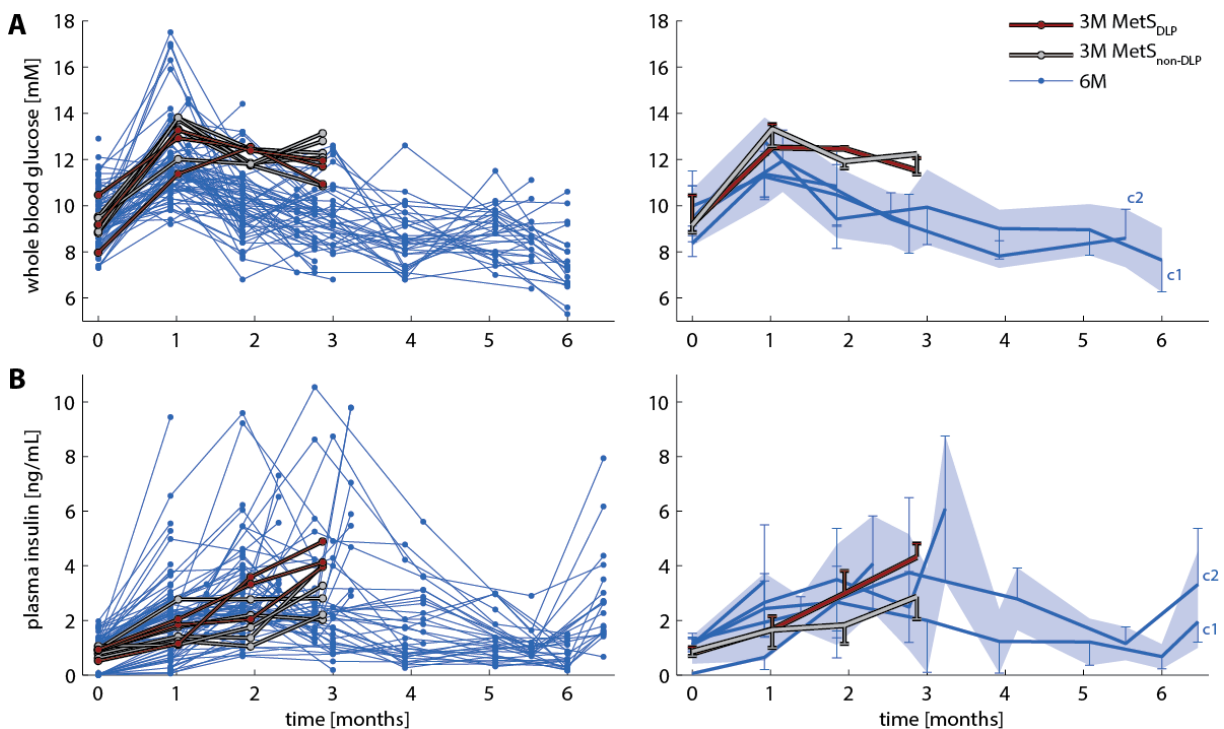 A
whole blood glucose [mM]
18
16
14
12
10
8
6
0 1 2 3 4 5 6
18
16
14
12
10
8
6
0 1 2 3 4 5 6
3M MetS_DLP
3M MetS_non-DLP
6M
c2
c1
B
plasma insulin [ng/mL]
10
8
6
4
2
0
0 1 2 3 4 5 6
time [months]
10
8
6
4
2
0
0 1 2 3 4 5 6
time [months]
c2
c1